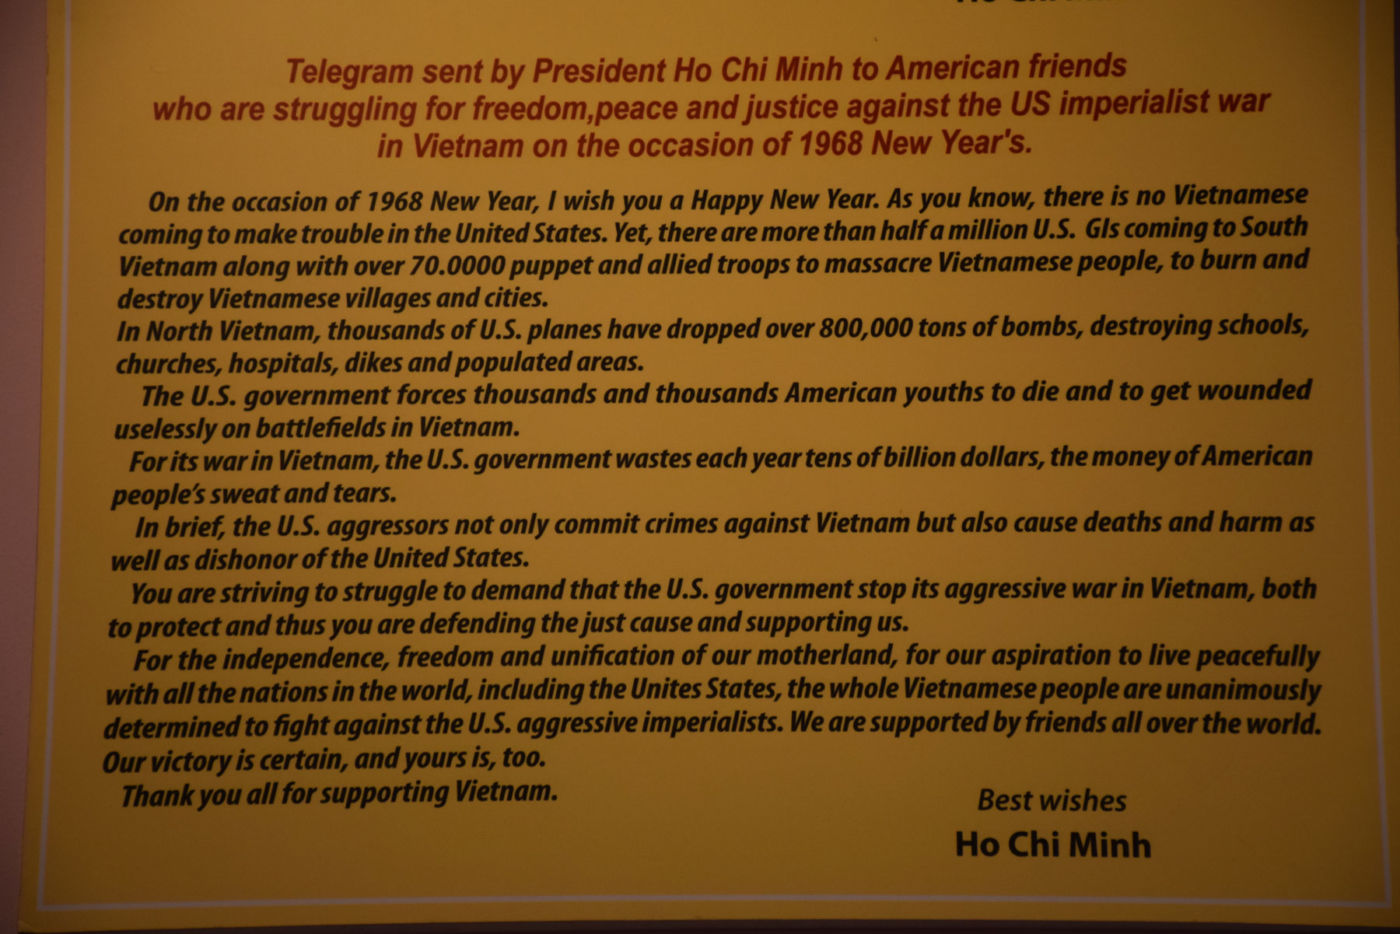 Telegram sent by President Ho Chi Minh to American friends
who are struggling for freedom,peace and justice against the US imperialist war
in Vietnam on the occasion of 1968 New Year's.
On the occasion of 1968 New Year, I wish you a Happy New Year. As you know, there is no Vietnamese
coming to make trouble in the United States. Yet, there are more than half a million U.S. GIs coming to South
Vietnam along with over 70.0000 puppet and allied troops to massacre Vietnamese people, to burn and
destroy Vietnamese villages and cities.
In North Vietnam, thousands of U.S. planes have dropped over 800,000 tons of bombs, destroying schools,
churches, hospitals, dikes and populated areas.
The U.S. government forces thousands and thousands American youths to die and to get wounded
uselessly on battlefields in Vietnam.
For its war in Vietnam, the U.S. government wastes each year tens of billion dollars, the money of American
people's sweat and tears.
In brief, the U.S. aggressors not only commit crimes against Vietnam but also cause deaths and harm as
well as dishonor of the United States.
You are striving to struggle to demand that the U.S. government stop its aggressive war in Vietnam, both
to protect and thus you are defending the just cause and supporting us.
For the independence, freedom and unification of our motherland, for our aspiration to live peacefully
with all the nations in the world, including the Unites States, the whole Vietnamese people are unanimously
determined to fight against the U.S. aggressive imperialists. We are supported by friends all over the world.
Our victory is certain, and yours is, too.
Thank you all for supporting Vietnam.
Best wishes
Ho Chi Minh